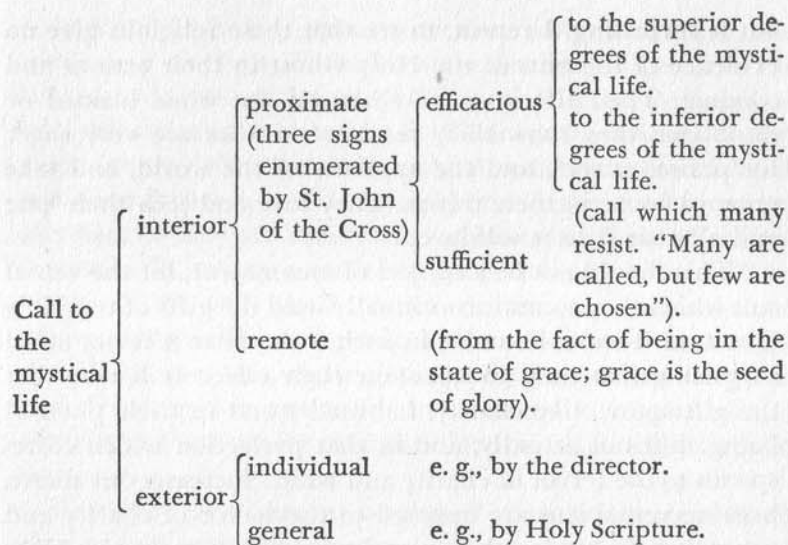 to the superior de-
grees of the mysti-
cal life.
to the inferior de-
grees of the mysti-
cal life.
proximate
(three signs
enumerated
by St. John
of the Cross)
efficacious
sufficient
(call which many
resist. "Many are
called, but few are
chosen").
interior
remote
(from the fact of being in the
state of grace; grace is the seed
of glory).
Call to
the
mystical
life
exterior
individual
e. g., by the director.
general
e. g., by Holy Scripture.